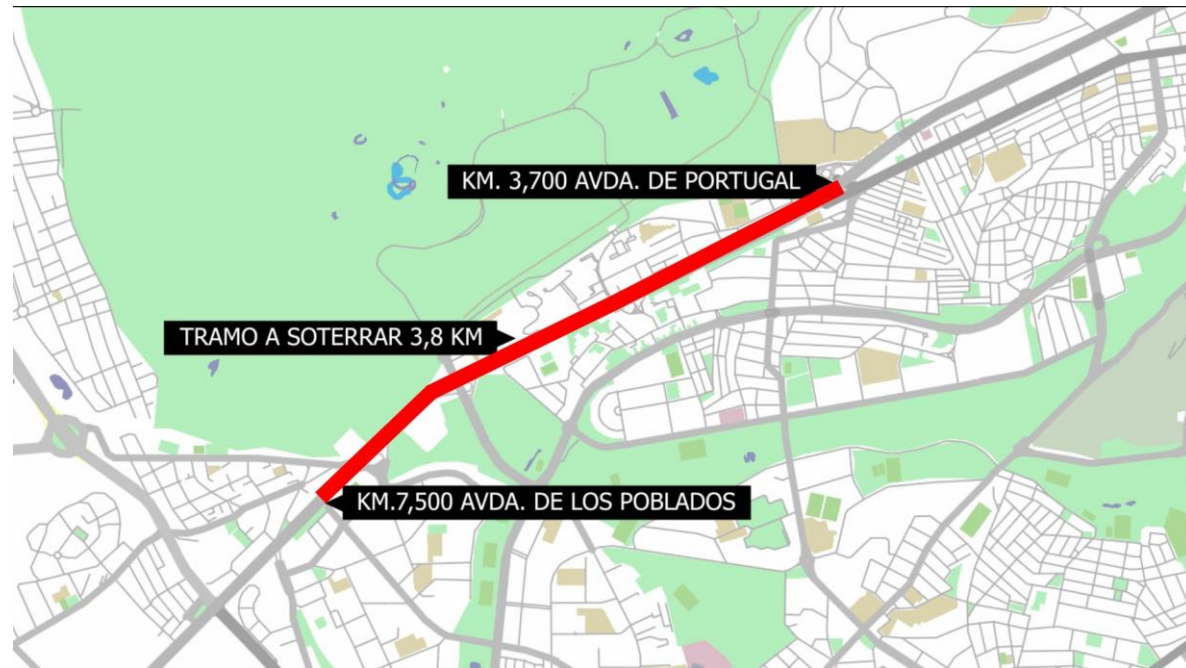 KM. 3,700 AVDA. DE PORTUGAL
TRAMO A SOTERRAR 3,8 KM
KM.7,500 AVDA. DE LOS POBLADOS